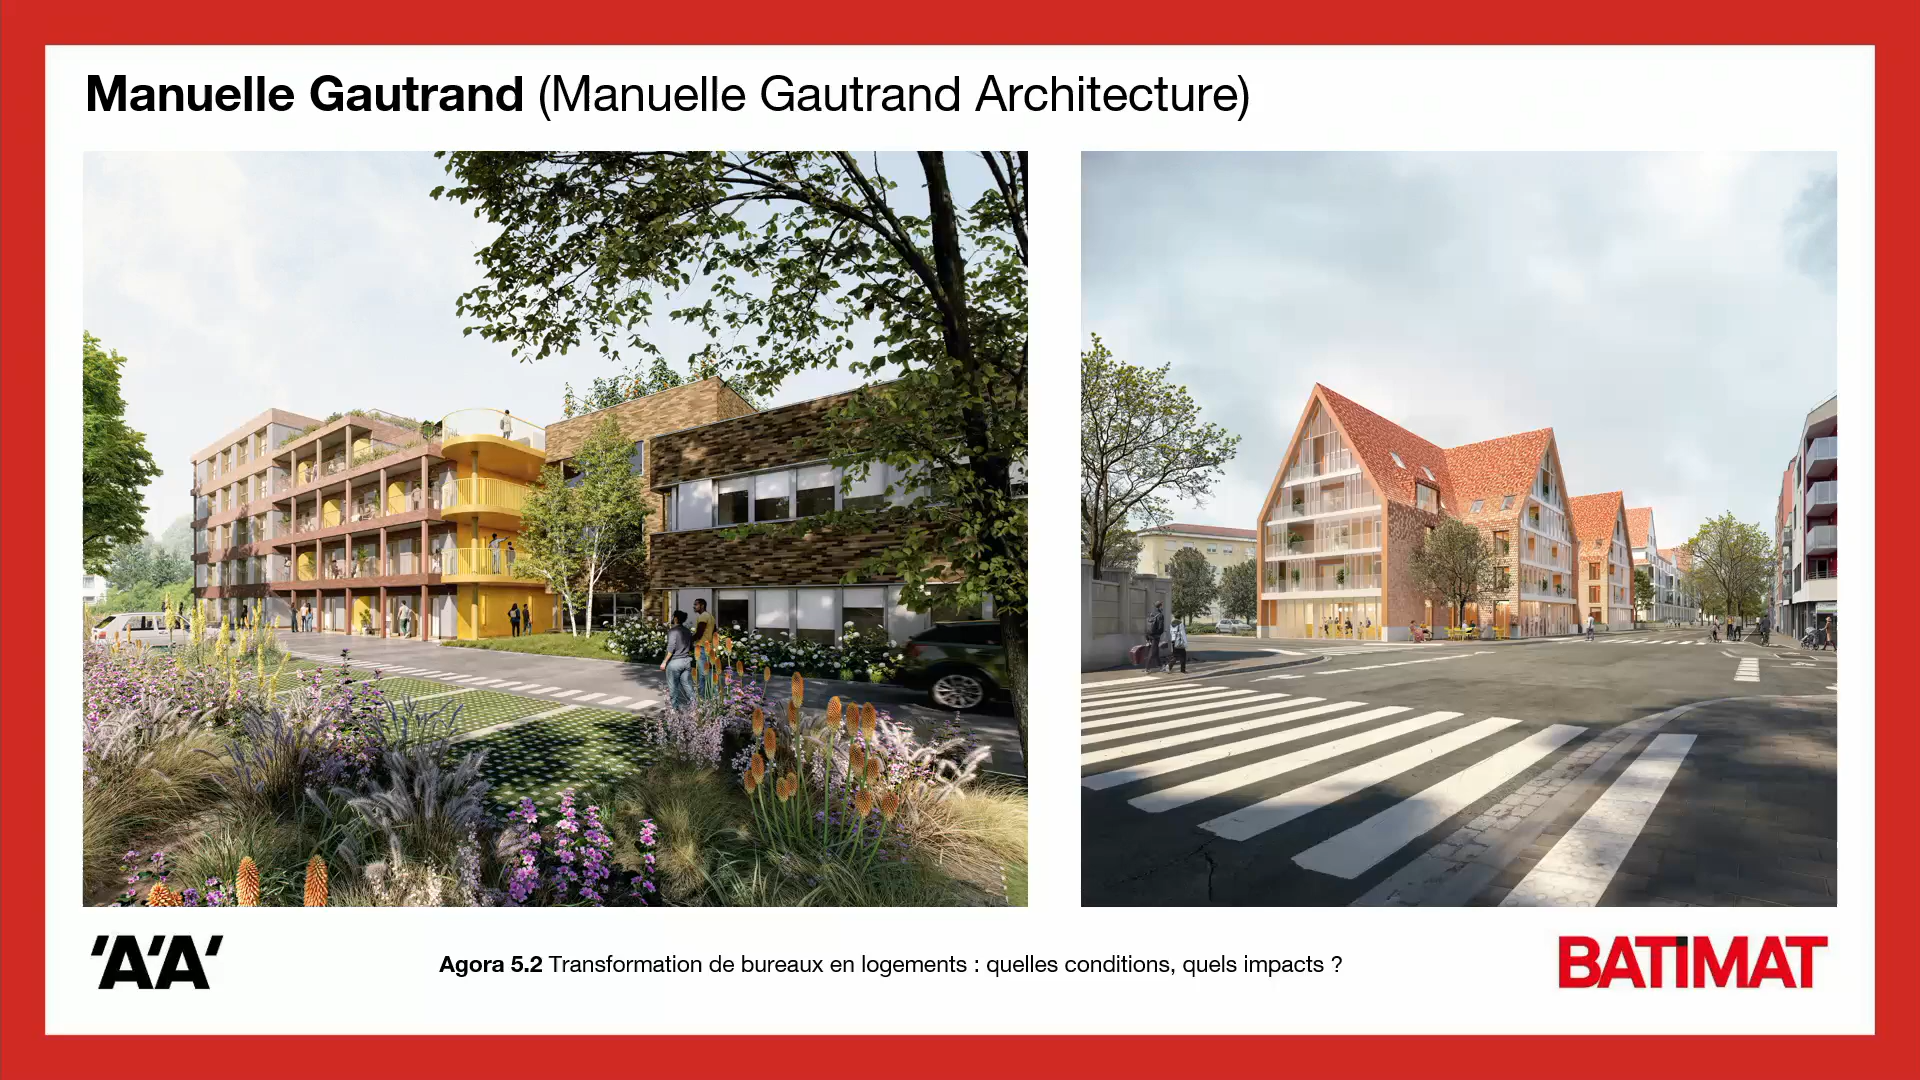 Manuelle Gautrand (Manuelle Gautrand Architecture)
'A'A'
Agora 5.2 Transformation de bureaux en logements : quelles conditions, quels impacts ?
BATIMAT